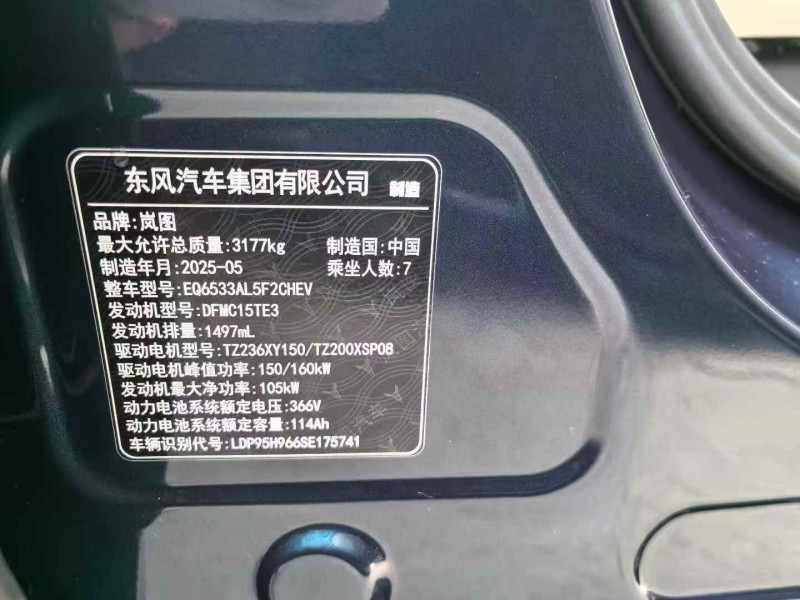 东风汽车集团有限公司 制造
品牌:岚图
最大允许总质量:3177kg 制造国:中国
制造年月:2025-05 乘坐人数:7
整车型号:EQ6533AL5F2CHEV
发动机型号:DFMC15TE3
发动机排量:1497mL
驱动电机型号:TZ236XY150/TZ200XSP08
驱动电机峰值功率:150/160kW
发动机最大净功率:105kW
动力电池系统额定电压:366V
动力电池系统额定容量:114Ah
车辆识别代号:LDP95H966SE175741